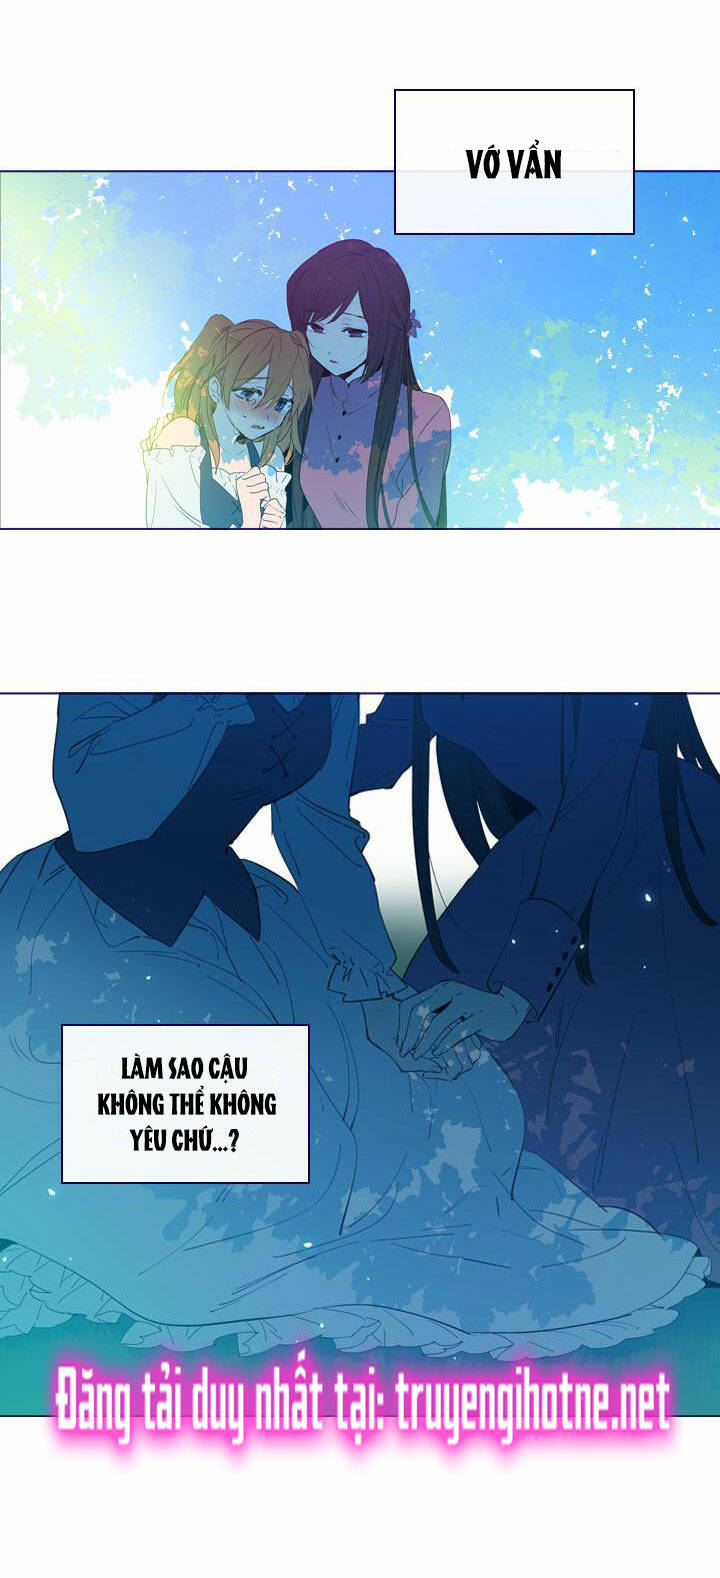 VỚ VẨN
LÀM SAO CẬU
KHÔNG THỂ KHÔNG
YÊU CHỨ...?
Đăng tải duy nhất tại: truyengihotne.net